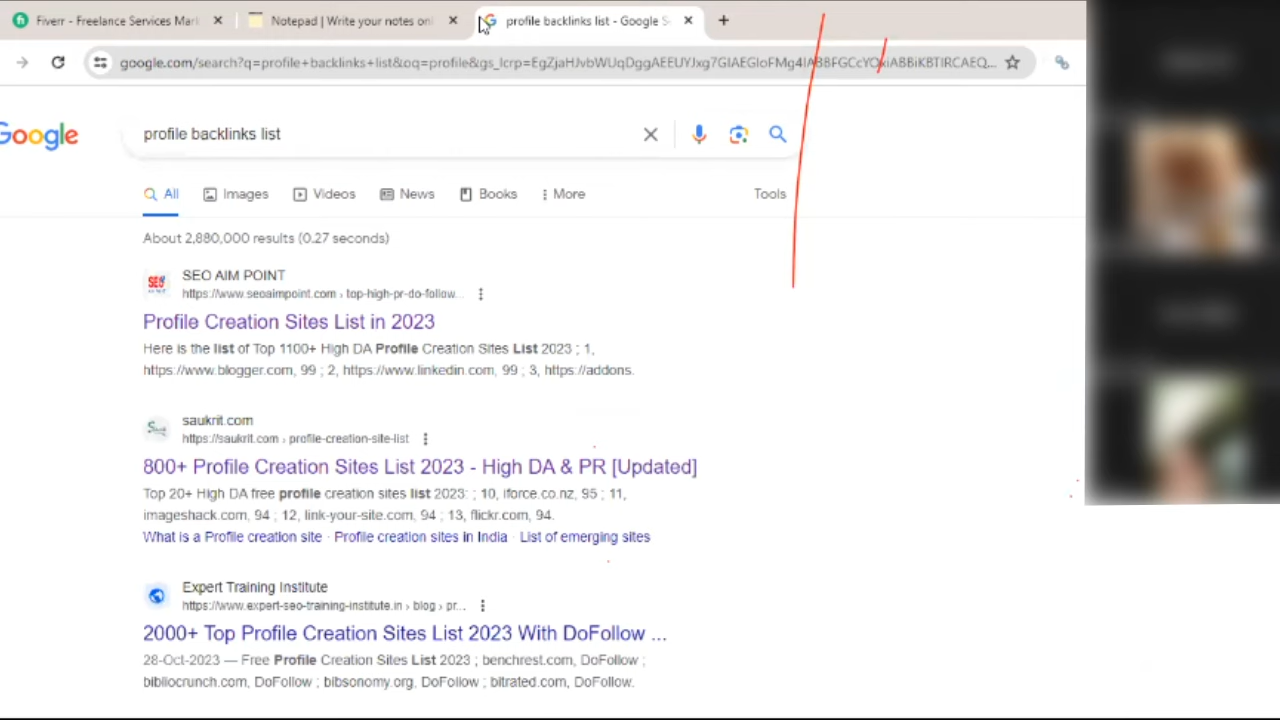 Fiverr - Freelance Services Mar
Notepad | Write your notes onl
profile backlinks list - Google S
google.com/search?q=profile+backlinks+list&oq=profile&gs_lcrp=
Google
profile backlinks list
All
Images
Videos
News
Books
More
Tools
About 2,880,000 results (0.27 seconds)
SEO AIM POINT
https://www.seoaimpoint.com › top-high-pr-do-follow...
Profile Creation Sites List in 2023
Here is the list of Top 1100+ High DA Profile Creation Sites List 2023 ; 1,
https://www.blogger.com, 99 ; 2, https://www.linkedin.com, 99 ; 3, https://addons.
saukrit.com
https://saukrit.com › profile-creation-site-list
800+ Profile Creation Sites List 2023 - High DA & PR [Updated]
Top 20+ High DA free profile creation sites list 2023: ; 10, iforce.co.nz, 95 ; 11,
imageshack.com, 94 ; 12, link-your-site.com, 94 ; 13, flickr.com, 94.
What is a Profile creation site · Profile creation sites in India · List of emerging sites
Expert Training Institute
https://www.expert-seo-training-institute.in › blog › pr...
2000+ Top Profile Creation Sites List 2023 With DoFollow ...
28-Oct-2023 — Free Profile Creation Sites List 2023 ; benchrest.com, DoFollow ;
bibliocrunch.com, DoFollow ; bibsonomy.org, DoFollow ; bitrated.com, DoFollow.